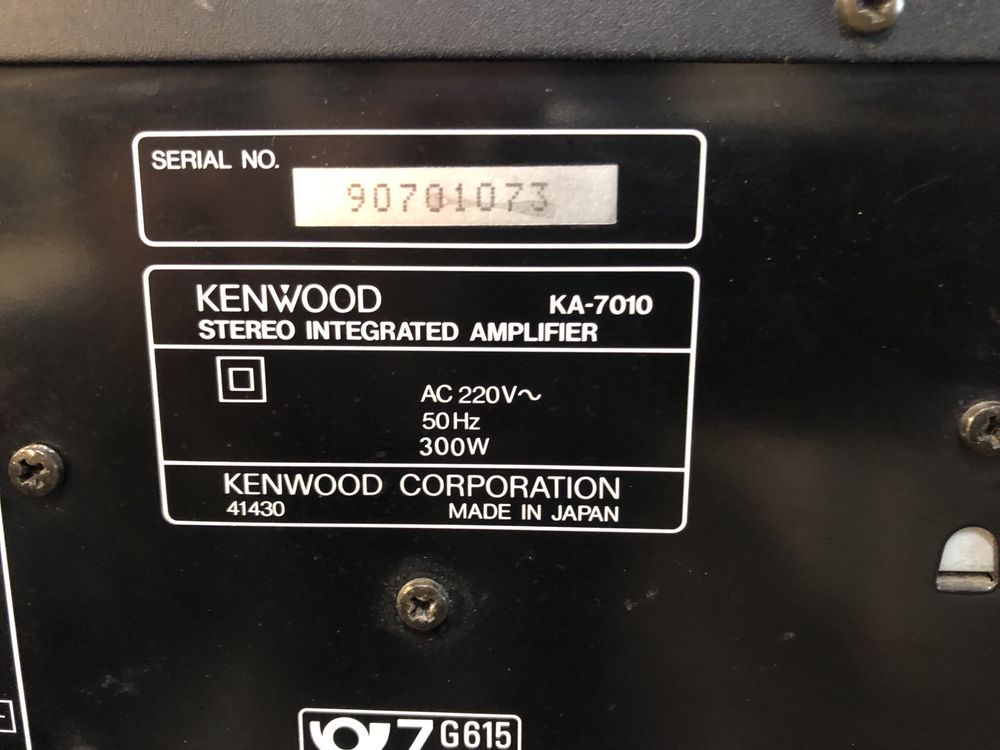 SERIAL NO.
90701073
KENWOOD KA-7010
STEREO INTEGRATED AMPLIFIER
AC 220V~
50Hz
300W
KENWOOD CORPORATION
41430 MADE IN JAPAN
7 G615